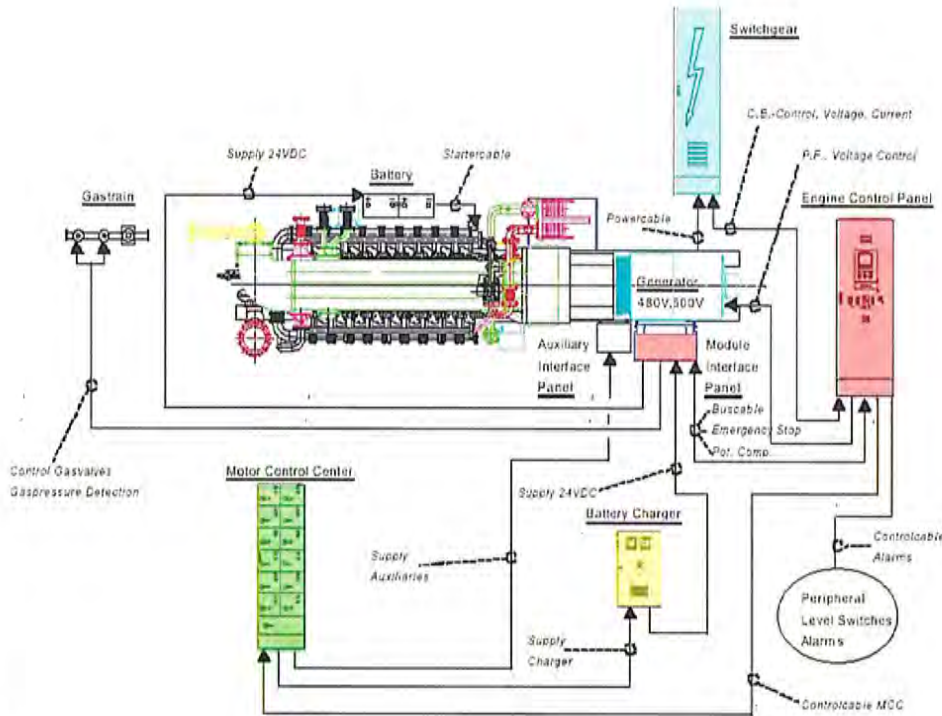 Switchgear
C.B.-Control, Voltage, Current
Supply 24VDC
Startercable
P.F., Voltage Control
Battery
Gastrain
Engine Control Panel
Powercable
Generator
480V,600V
Auxiliary
Interface
Panel
Module
Interface
Panel
Buscable
Emergency Stop
Pot. Comp.
Control Gasvalves
Gaspressure Detection
Motor Control Center
Supply 24VDC
Battery Charger
Controlcable
Alarms
Supply
Auxiliaries
Peripheral
Level Switches
Alarms
Supply
Charger
Controlcable MCC